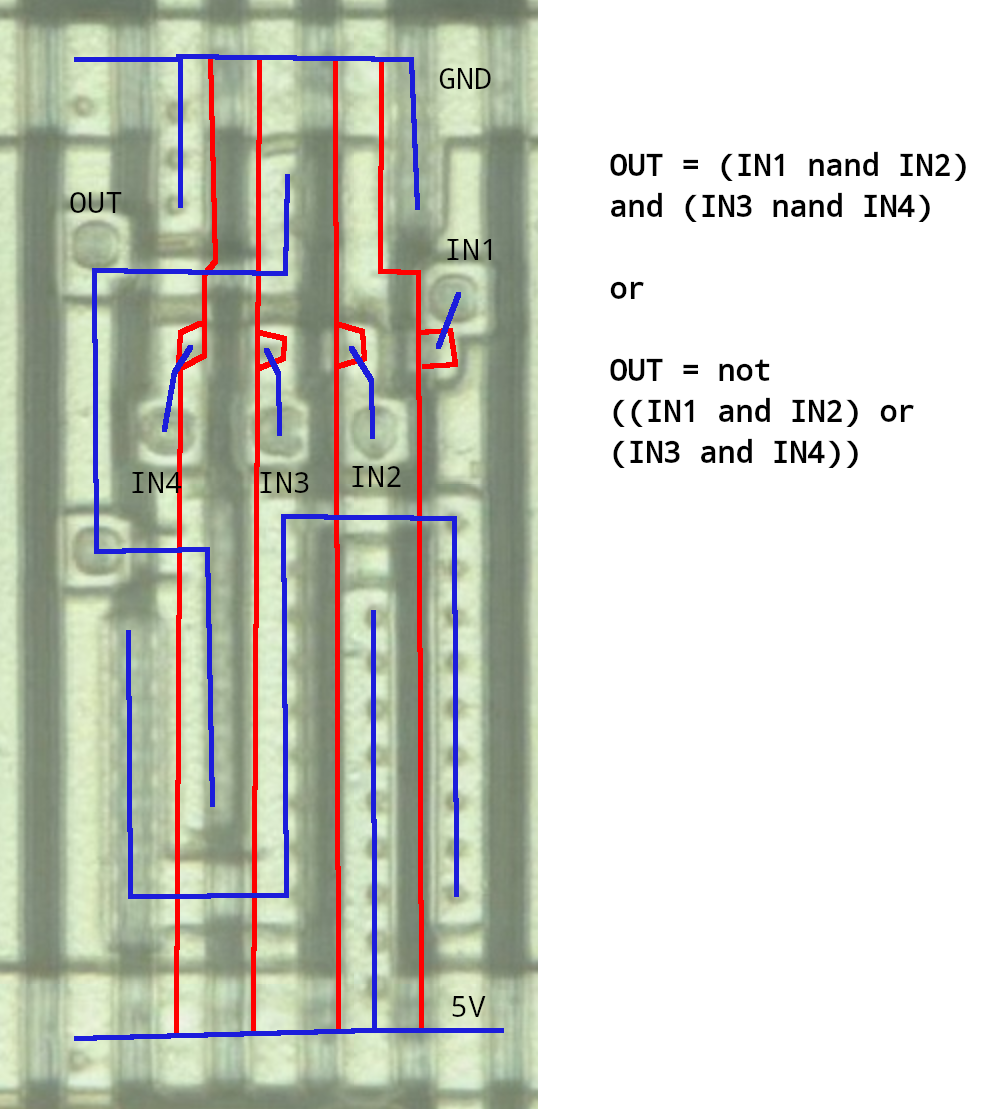 GND
OUT
IN1
IN4
IN3
IN2
5V
OUT = (IN1 nand IN2)
and (IN3 nand IN4)
or
OUT = not
((IN1 and IN2) or
(IN3 and IN4))